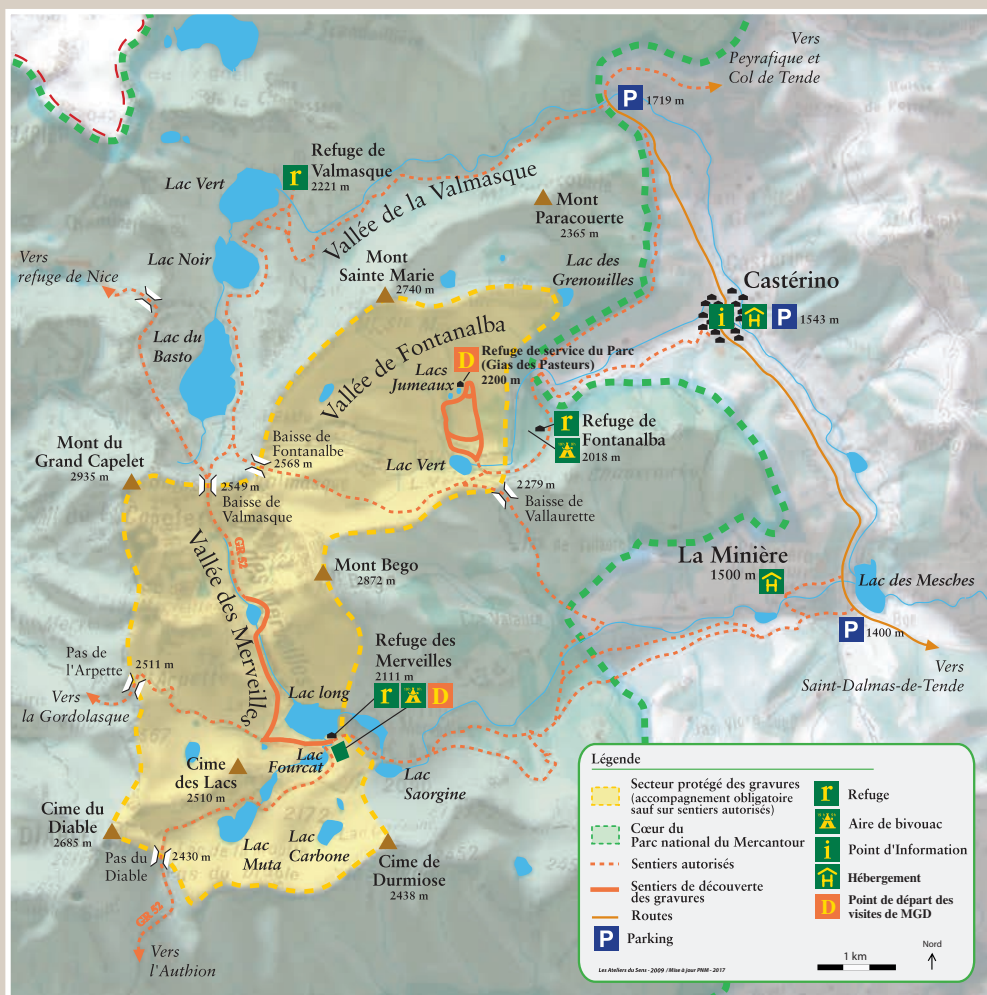 Vers
Peyrafique et
Col de Tende
P
1719 m
Refuge de
Valmasque
2221 m
r
Lac Vert
Vallée de la Valmasque
Mont
Paracouerte
2365 m
Vers
refuge de Nice
Lac Noir
Mont
Sainte Marie
2740 m
Lac des
Grenouilles
Castérino
i
H
P
1543 m
Lac du
Basto
Vallée de Fontanalba
D
Refuge de service du Parc
(Gias des Pasteurs)
2200 m
Lacs
Jumeaux
r
Refuge de
Fontanalba
2018 m
Mont du
Grand Capelet
2935 m
Baisse de
Fontanalbe
2568 m
Lac Vert
2549 m
Baisse de
Valmasque
2279 m
Baisse de
Vallaurette
GR 52
Vallée des Merveilles
Mont Bego
2872 m
La Minière
1500 m
H
Lac des Mesches
P
1400 m
Vers
Saint-Dalmas-de-Tende
Pas de
l'Arpette
2511 m
Vers
la Gordolasque
Refuge des
Merveilles
2111 m
r
D
Lac long
Lac
Fourcat
Lac
Saorgine
Cime
des Lacs
2510 m
Cime du
Diable
2685 m
Pas du
Diable
2430 m
Lac
Muta
Lac
Carbone
Cime de
Durmiose
2438 m
GR 52
Vers
l'Authion
Légende
Secteur protégé des gravures
(accompagnement obligatoire
sauf sur sentiers autorisés)
Cœur du
Parc national du Mercantour
Sentiers autorisés
Sentiers de découverte
des gravures
Routes
P Parking
r Refuge
Aire de bivouac
i Point d'Information
H Hébergement
D Point de départ des
visites de MGD
1 km
Nord
Les Ateliers du Sens - 2009 / Mise à jour PNM - 2017